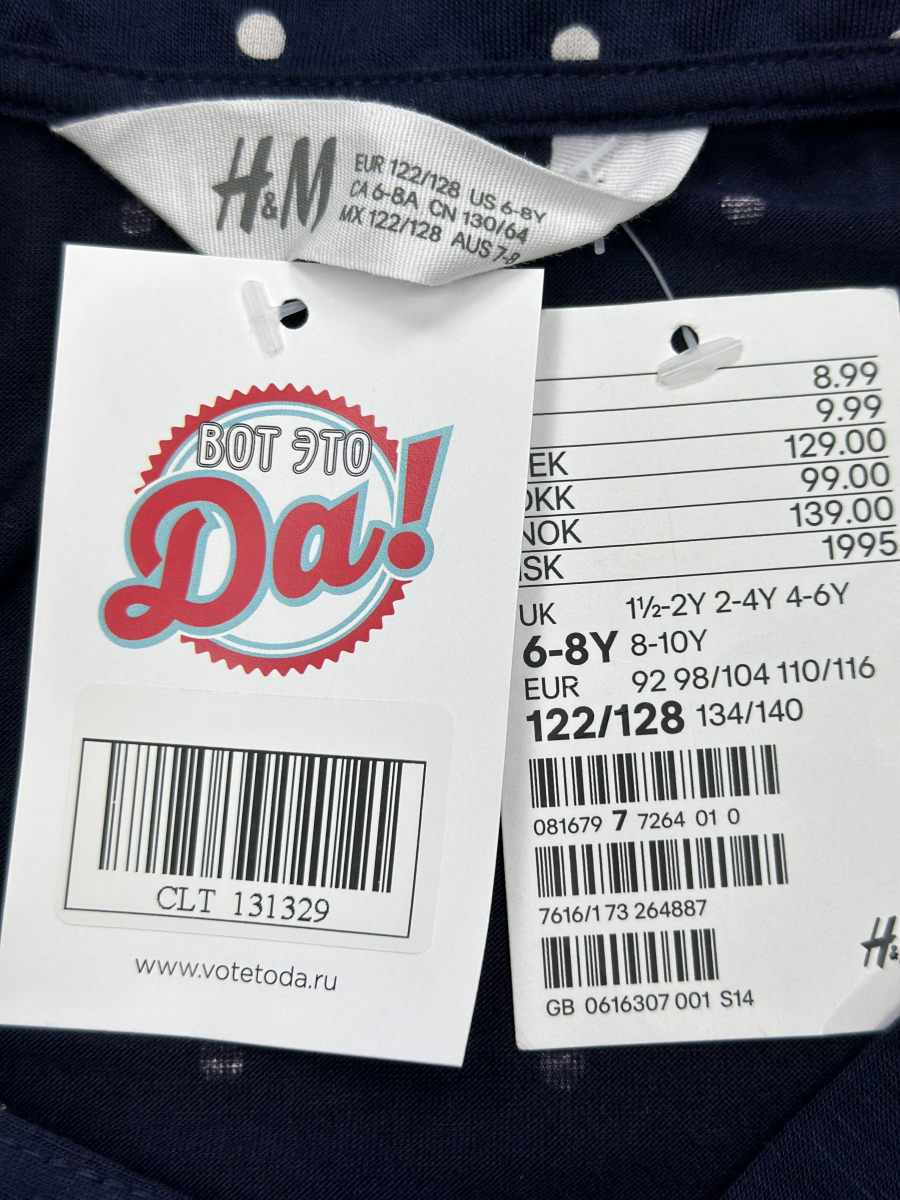 H&M
EUR 122/128 US 6-8Y
CA 6-8A CN 130/64
MX 122/128 AUS 7-8
ВОТ ЭТО
Да!
CLT 131329
www.votetoda.ru
8.99
9.99
EK 129.00
DKK 99.00
NOK 139.00
ISK 1995
UK 1½-2Y 2-4Y 4-6Y
6-8Y 8-10Y
EUR 92 98/104 110/116
122/128 134/140
081679 7 7264 01 0
7616/1 73 264887
GB 0616307 001 S14
H&